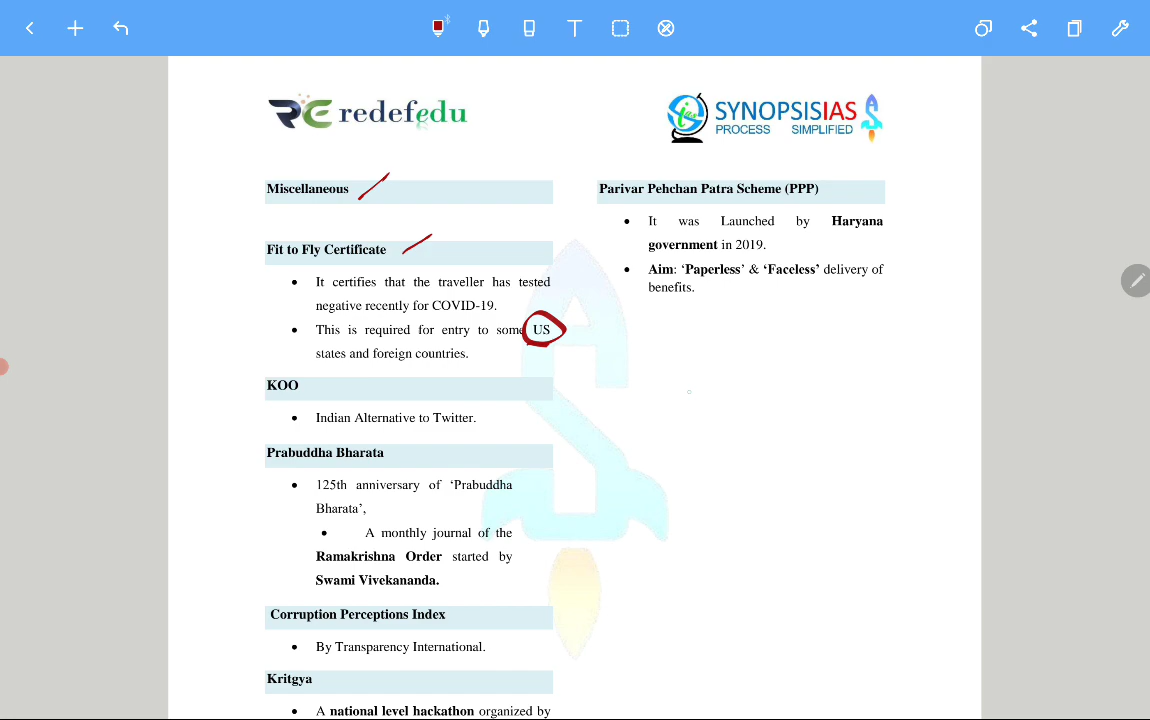 redefedu
SYNOPSISIAS
PROCESS SIMPLIFIED
Miscellaneous
Fit to Fly Certificate
• It certifies that the traveller has tested
negative recently for COVID-19.
• This is required for entry to some US
states and foreign countries.
KOO
• Indian Alternative to Twitter.
Prabuddha Bharata
• 125th anniversary of ‘Prabuddha
Bharata’,
• A monthly journal of the
Ramakrishna Order started by
Swami Vivekananda.
Corruption Perceptions Index
• By Transparency International.
Kritgya
• A national level hackathon organized by
Parivar Pehchan Patra Scheme (PPP)
• It was Launched by Haryana
government in 2019.
• Aim: ‘Paperless’ & ‘Faceless’ delivery of
benefits.